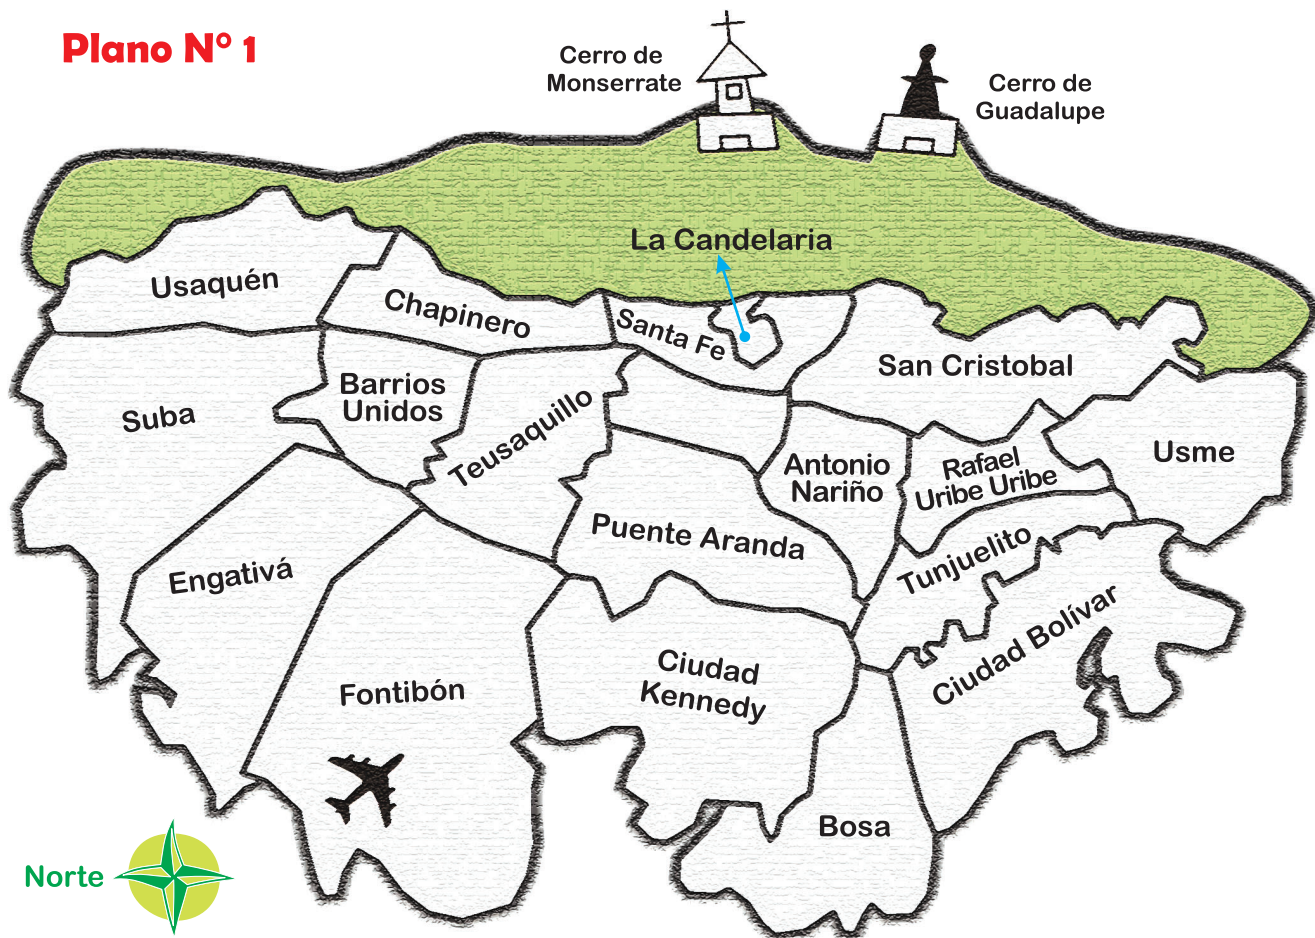 Plano N° 1
Cerro de
Monserrate
Cerro de
Guadalupe
La Candelaria
Usaquén
Chapinero
Santa Fe
San Cristobal
Suba
Barrios
Unidos
Teusaquillo
Antonio
Nariño
Rafael
Uribe Uribe
Usme
Puente Aranda
Engativá
Tunjuelito
Ciudad Bolívar
Fontibón
Ciudad
Kennedy
Bosa
Norte